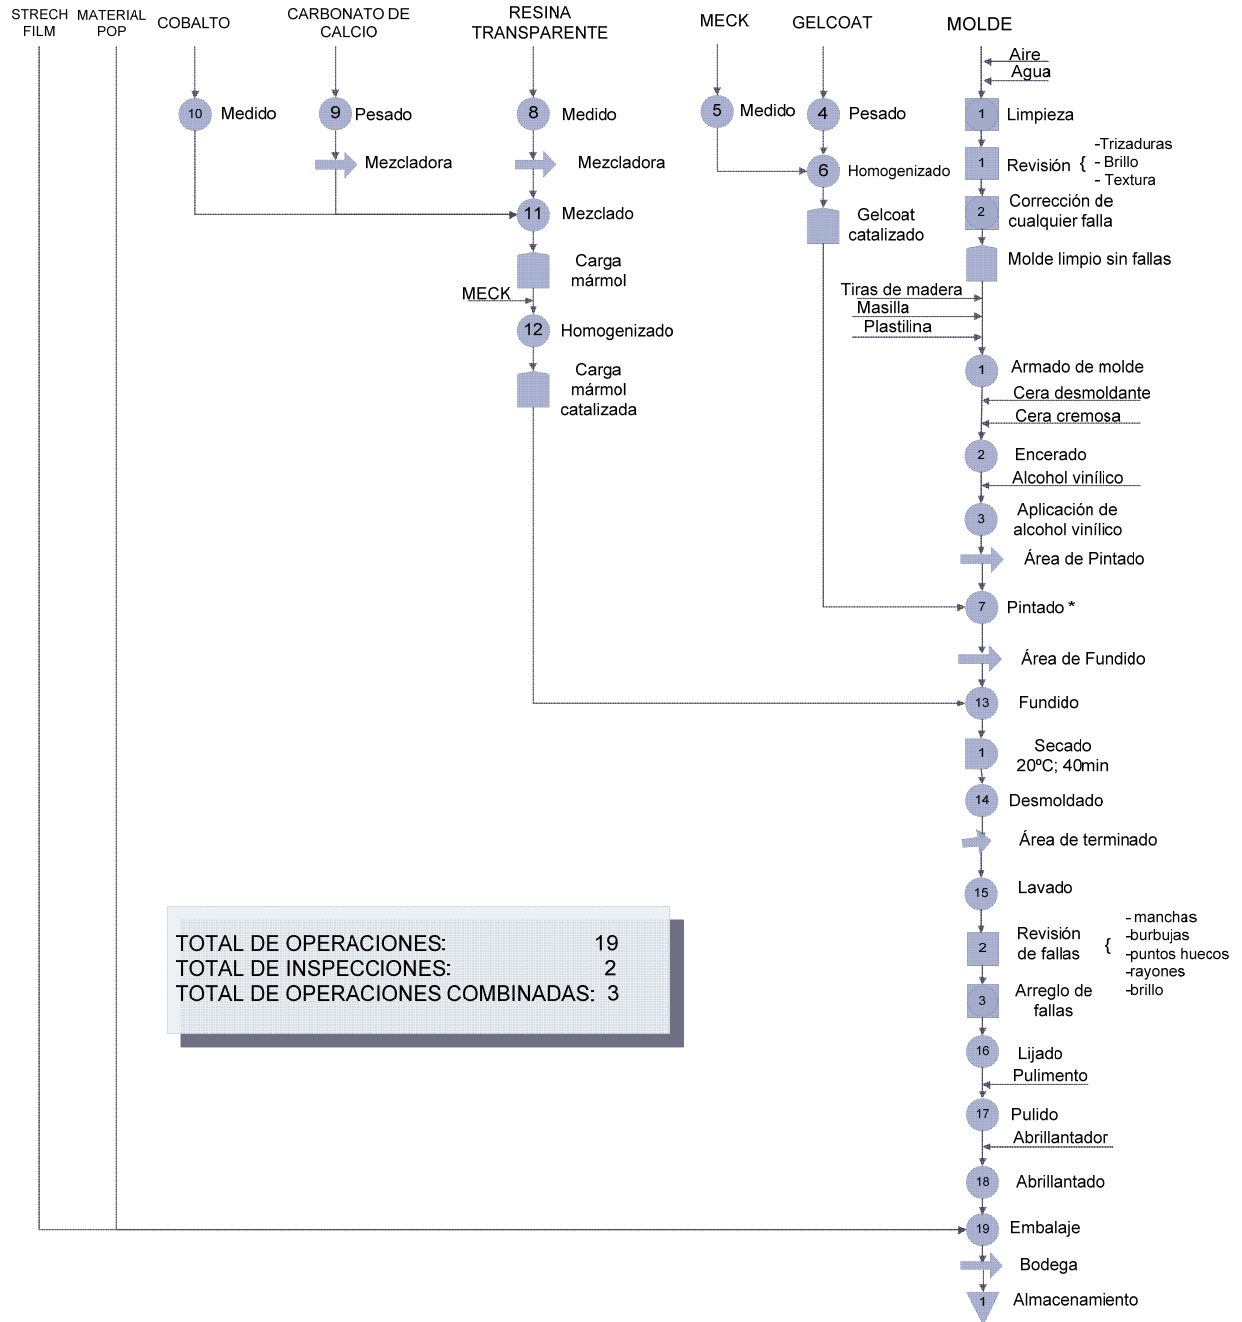 STRECH
FILM
MATERIAL
POP
COBALTO
CARBONATO DE
CALCIO
RESINA
TRANSPARENTE
MECK
GELCOAT
MOLDE
Aire
Agua
10 Medido
9 Pesado
8 Medido
5 Medido
4 Pesado
1 Limpieza
Mezcladora
Mezcladora
6 Homogenizado
1 Revisión {
-Trizaduras
- Brillo
- Textura
11 Mezclado
Gelcoat
catalizado
2 Corrección de
cualquier falla
Carga
mármol
Molde limpio sin fallas
MECK
Tiras de madera
Masilla
Plastilina
12 Homogenizado
Carga
mármol
catalizada
1 Armado de molde
Cera desmoldante
Cera cremosa
2 Encerado
Alcohol vinílico
3 Aplicación de
alcohol vinílico
Área de Pintado
7 Pintado *
Área de Fundido
13 Fundido
1 Secado
20ºC; 40min
14 Desmoldado
Área de terminado
15 Lavado
2 Revisión
de fallas {
- manchas
-burbujas
-puntos huecos
-rayones
-brillo
3 Arreglo de
fallas
16 Lijado
Pulimento
17 Pulido
Abrillantador
18 Abrillantado
19 Embalaje
Bodega
1 Almacenamiento
TOTAL DE OPERACIONES: 19
TOTAL DE INSPECCIONES: 2
TOTAL DE OPERACIONES COMBINADAS: 3